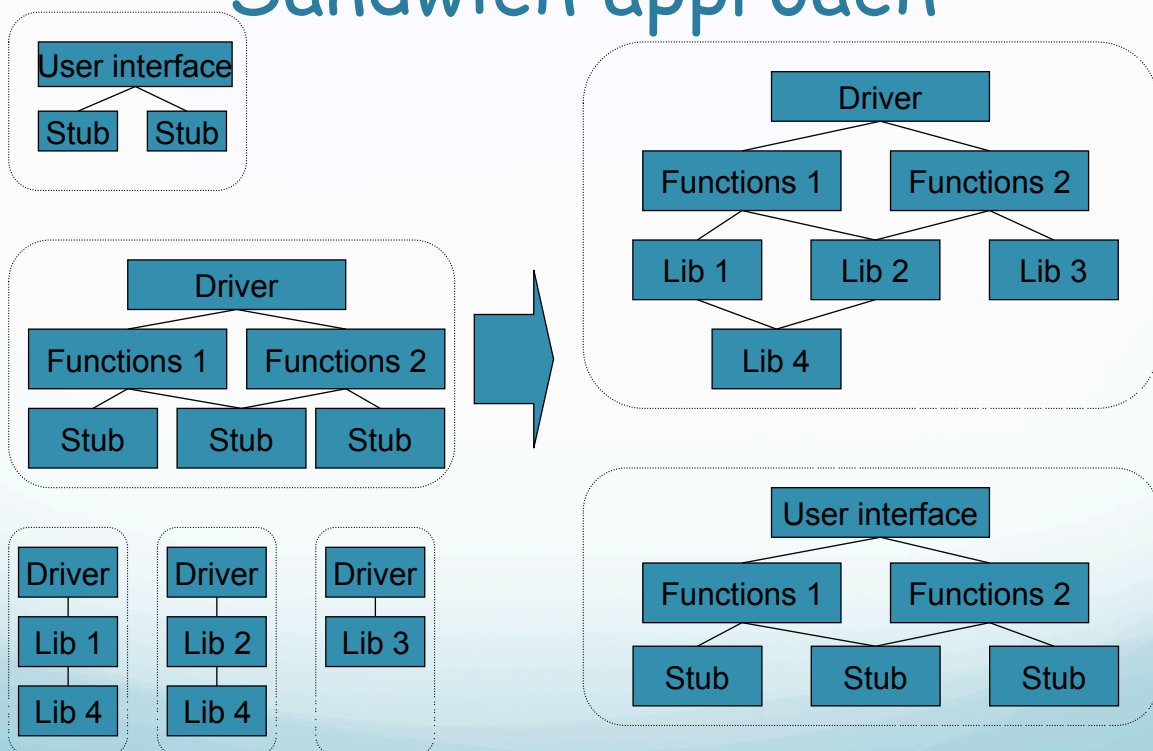 Sandwich approach
User interface
Stub Stub
Driver
Functions 1 Functions 2
Stub Stub Stub
Driver Driver Driver
Lib 1 Lib 2 Lib 3
Lib 4 Lib 4
Driver
Functions 1 Functions 2
Lib 1 Lib 2 Lib 3
Lib 4
User interface
Functions 1 Functions 2
Stub Stub Stub